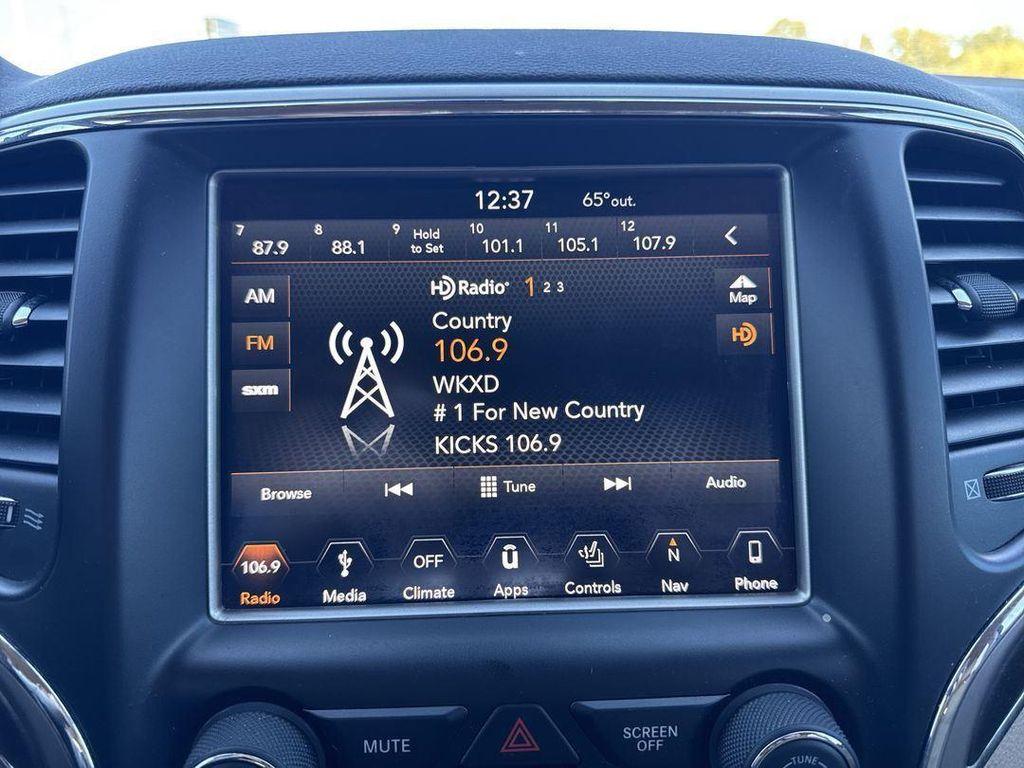 12:37 65°out.
7 87.9 8 88.1 9 Hold to Set 10 101.1 11 105.1 12 107.9
AM
FM
sxm
HD Radio® 1 2 3
Country
106.9
WKXD
# 1 For New Country
KICKS 106.9
Map
HD
Browse Tune Audio
106.9 OFF N
Radio Media Climate Apps Controls Nav Phone
MUTE
SCREEN
OFF
TUNE